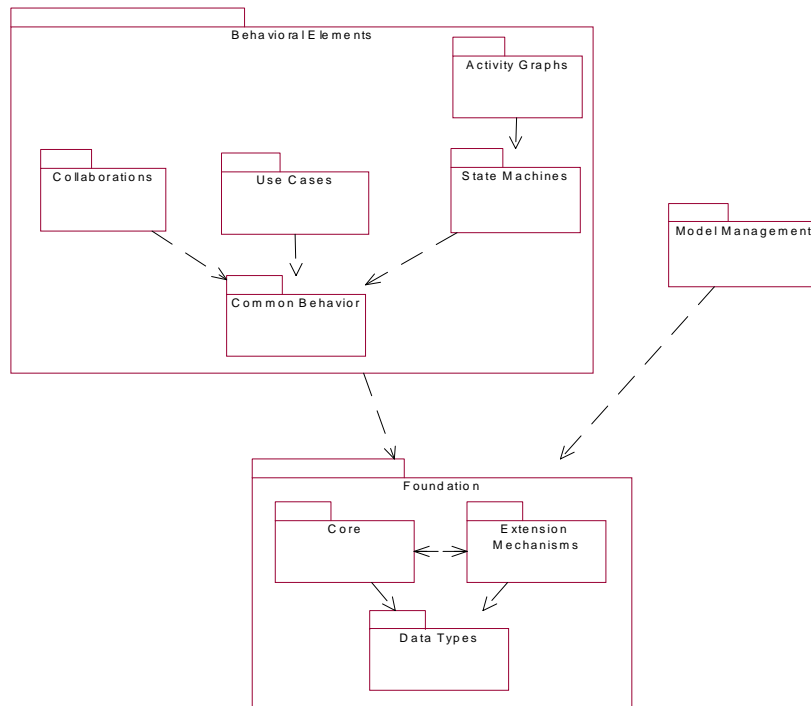 Behavioral Elements
Activity Graphs
Collaborations
Use Cases
State Machines
Common Behavior
Model Management
Foundation
Core
Extension
Mechanisms
Data Types